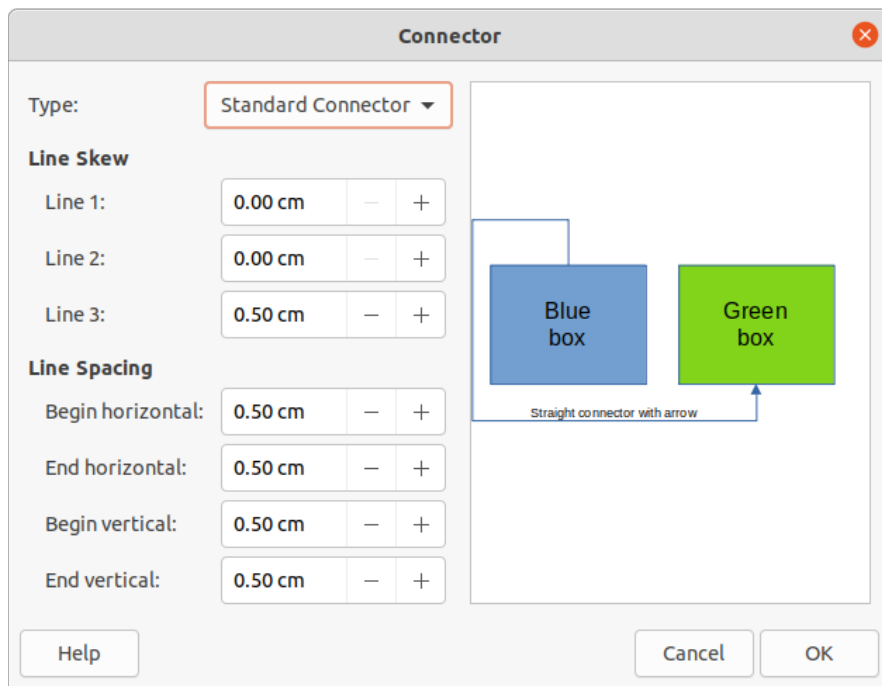 Connector
Type: Standard Connector
Line Skew
Line 1: 0.00 cm
Line 2: 0.00 cm
Line 3: 0.50 cm
Line Spacing
Begin horizontal: 0.50 cm
End horizontal: 0.50 cm
Begin vertical: 0.50 cm
End vertical: 0.50 cm
Blue
box
Green
box
Straight connector with arrow
Help
Cancel
OK